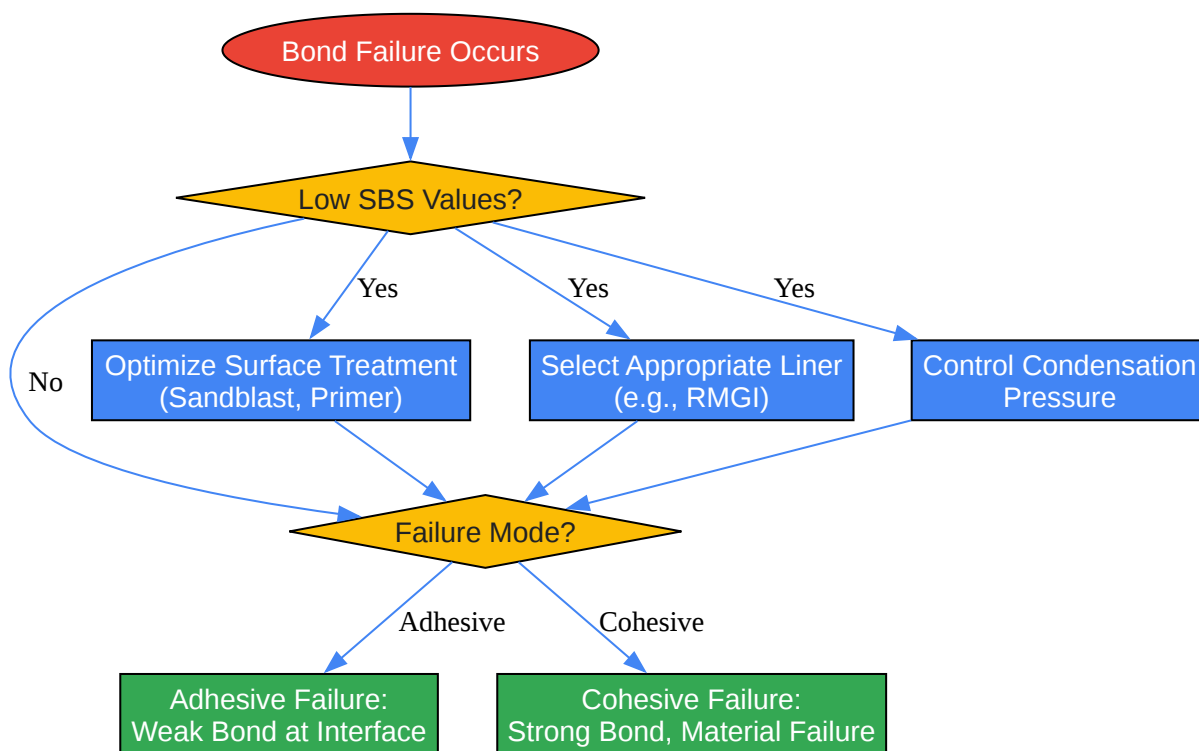 Bond Failure Occurs
Low SBS Values?
Yes
Yes
Yes
No
Optimize Surface Treatment
(Sandblast, Primer)
Select Appropriate Liner
(e.g., RMGI)
Control Condensation
Pressure
Failure Mode?
Adhesive
Cohesive
Adhesive Failure:
Weak Bond at Interface
Cohesive Failure:
Strong Bond, Material Failure